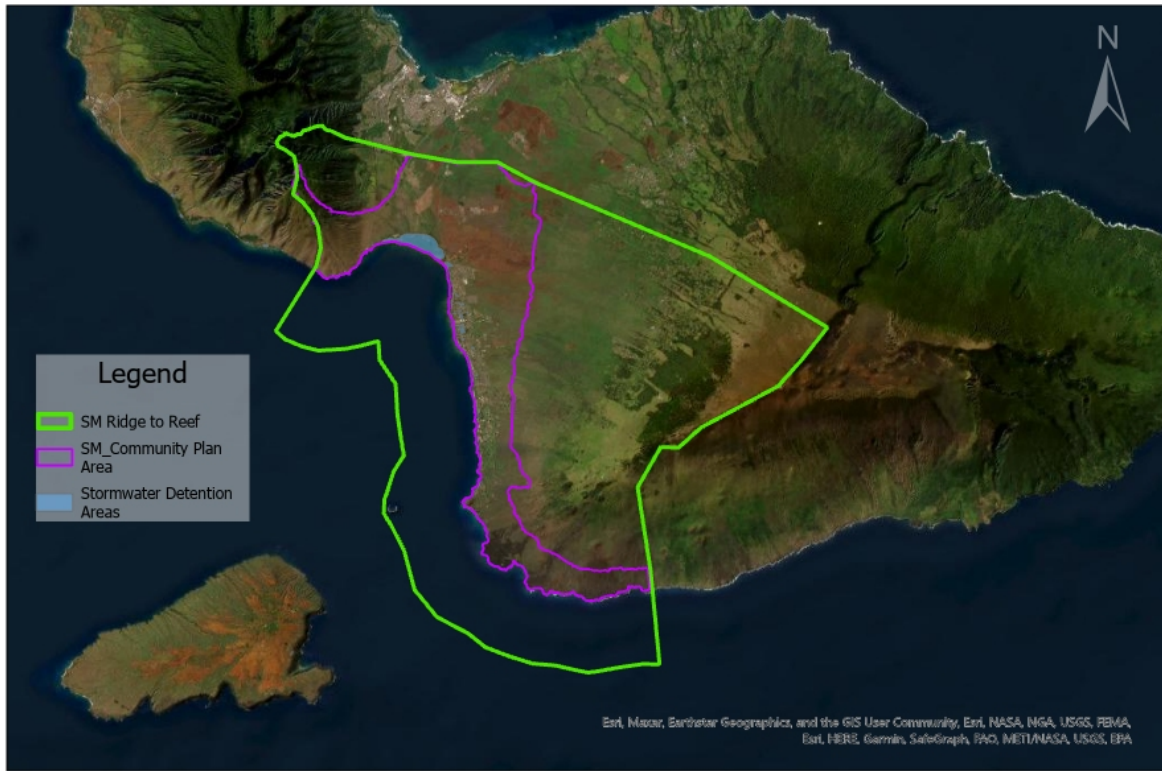 N
Legend
SM Ridge to Reef
SM_Community Plan
Area
Stormwater Detention
Areas
Esri, Maxar, Earthstar Geographics, and the GIS User Community, Esri, NASA, NGA, USGS, FEMA,
Esri, HERE, Garmin, SafeGraph, FAO, METI/NASA, USGS, EPA